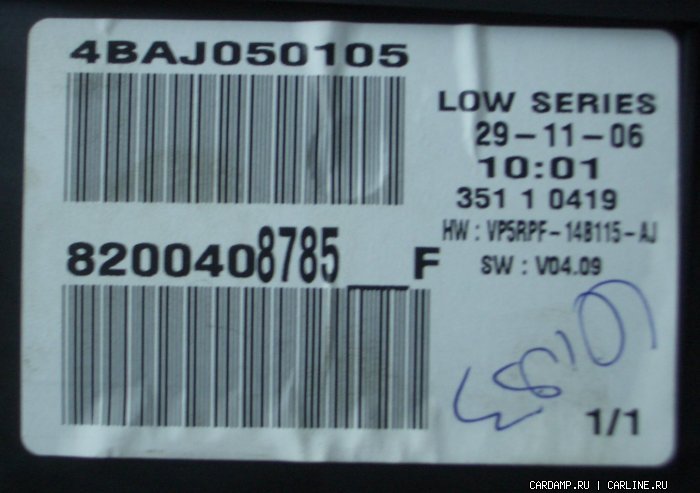 4BAJ050105
LOW SERIES
29-11-06
10:01
351 1 0419
HW : VP5RPF-14B115-AJ
SW : V04.09
8200408785__F
1/1
CARDAMP.RU | CARLINE.RU